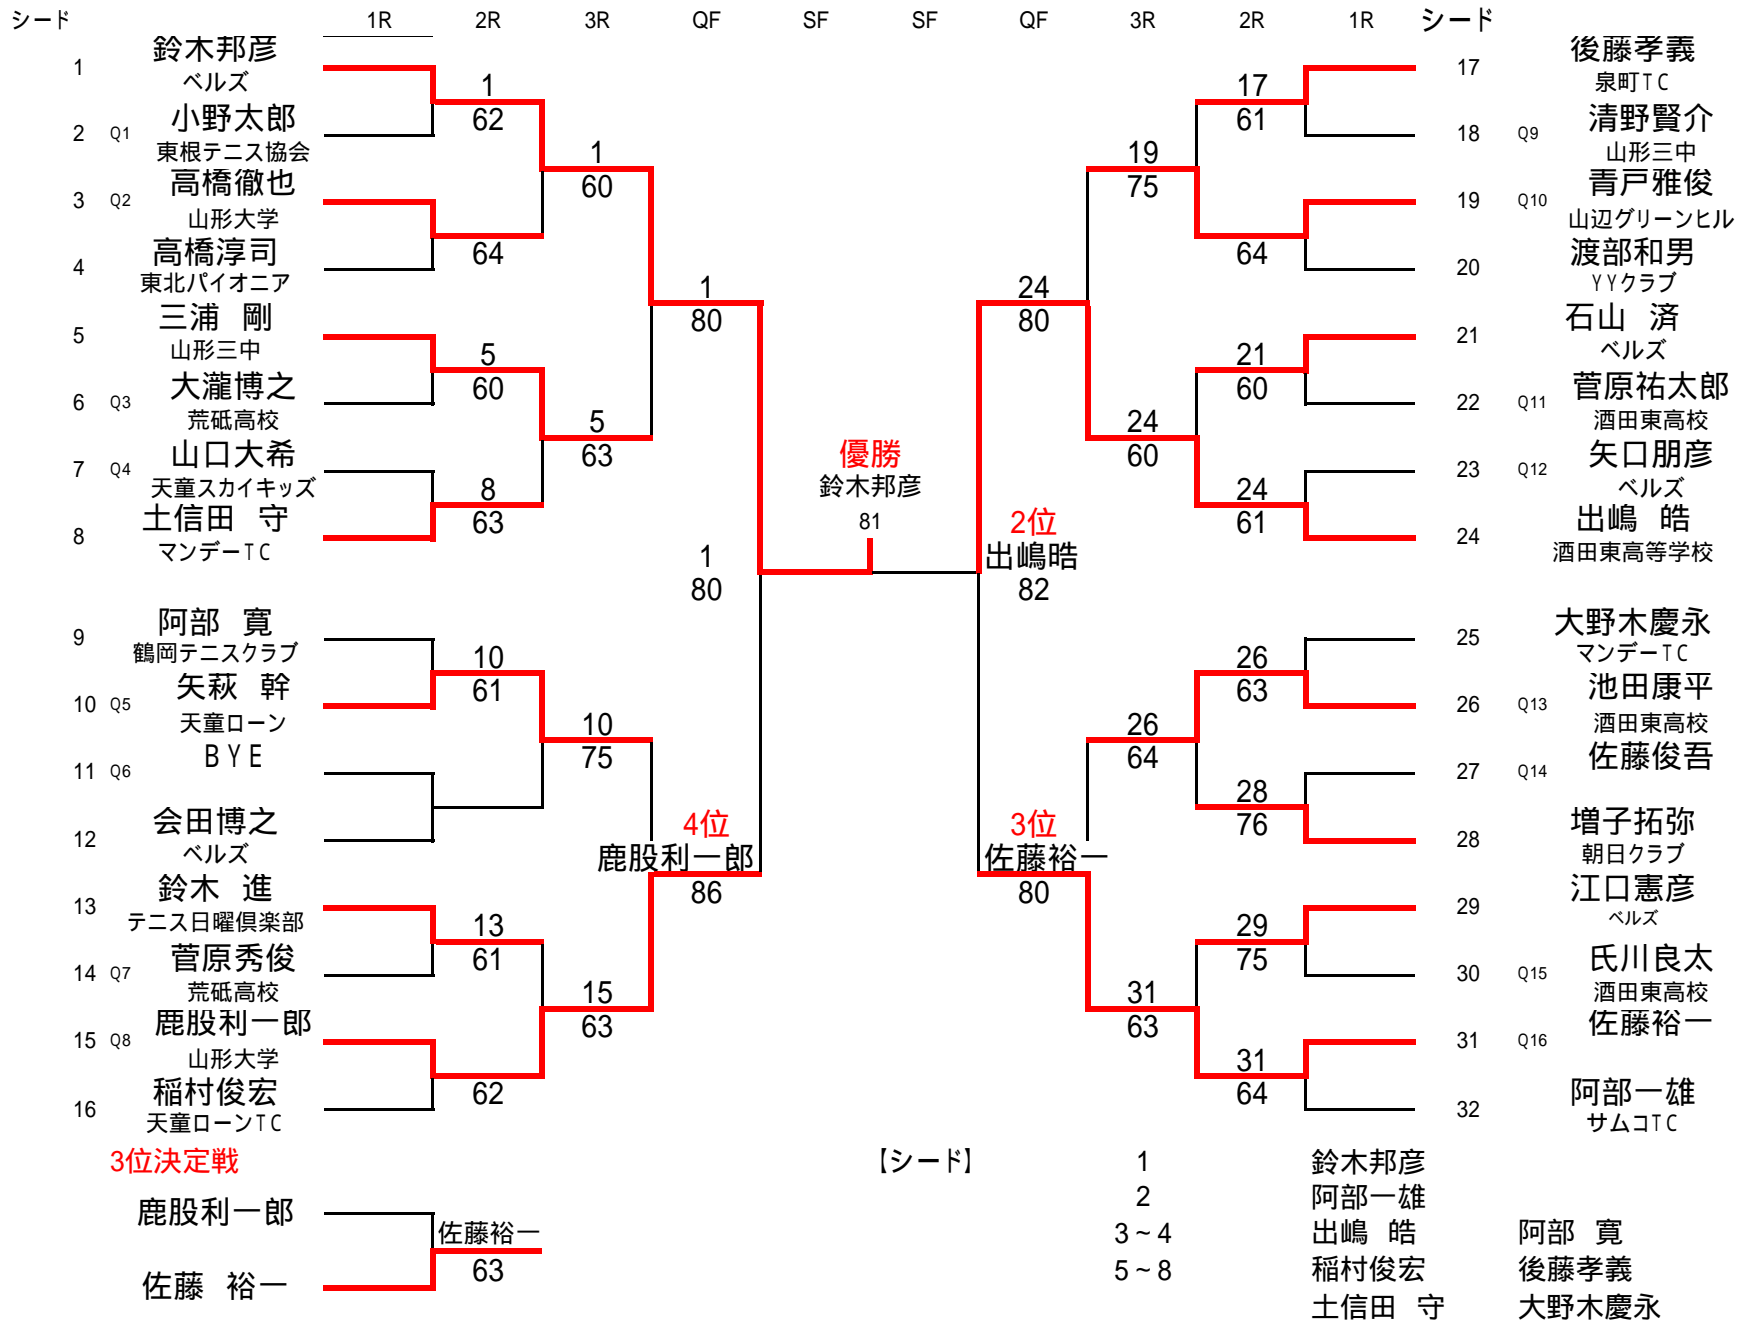 シード 1R 2R 3R QF SF SF QF 3R 2R 1R シード
1 鈴木邦彦 ベルズ
2 Q1 小野太郎 東根テニス協会
3 Q2 高橋徹也 山形大学
4 高橋淳司 東北パイオニア
5 三浦 剛 山形三中
6 Q3 大瀧博之 荒砥高校
7 Q4 山口大希 天童スカイキッズ
8 土信田 守 マンデーTC
9 阿部 寛 鶴岡テニスクラブ
10 Q5 矢萩 幹 天童ローン
11 Q6 BYE
12 会田博之 ベルズ
13 鈴木 進 テニス日曜倶楽部
14 Q7 菅原秀俊 荒砥高校
15 Q8 鹿股利一郎 山形大学
16 稲村俊宏 天童ローンTC
1
62
64
5
60
8
63
10
61
13
61
62
1
60
5
63
10
75
15
63
1
80
1
80
4位
鹿股利一郎
86
優勝
鈴木邦彦
81
24
80
2位
出嶋晧
82
3位
佐藤裕一
80
19
75
24
60
26
64
31
63
17
61
64
21
60
24
61
26
63
28
76
29
75
31
64
17 後藤孝義 泉町TC
18 Q9 清野賢介 山形三中
19 Q10 青戸雅俊 山辺グリーンヒル
20 渡部和男 YYクラブ
21 石山 済 ベルズ
22 Q11 菅原祐太郎 酒田東高校
23 Q12 矢口朋彦 ベルズ
24 出嶋 皓 酒田東高等学校
25 大野木慶永 マンデーTC
26 Q13 池田康平 酒田東高校
27 Q14 佐藤俊吾
28 増子拓弥 朝日クラブ
29 江口憲彦 ベルズ
30 Q15 氏川良太 酒田東高校
31 Q16 佐藤裕一
32 阿部一雄 サムコTC
3位決定戦
鹿股利一郎
佐藤 裕一
佐藤裕一
63
【シード】 1 鈴木邦彦
2 阿部一雄
3~4 出嶋 皓 阿部 寛
5~8 稲村俊宏 後藤孝義
土信田 守 大野木慶永